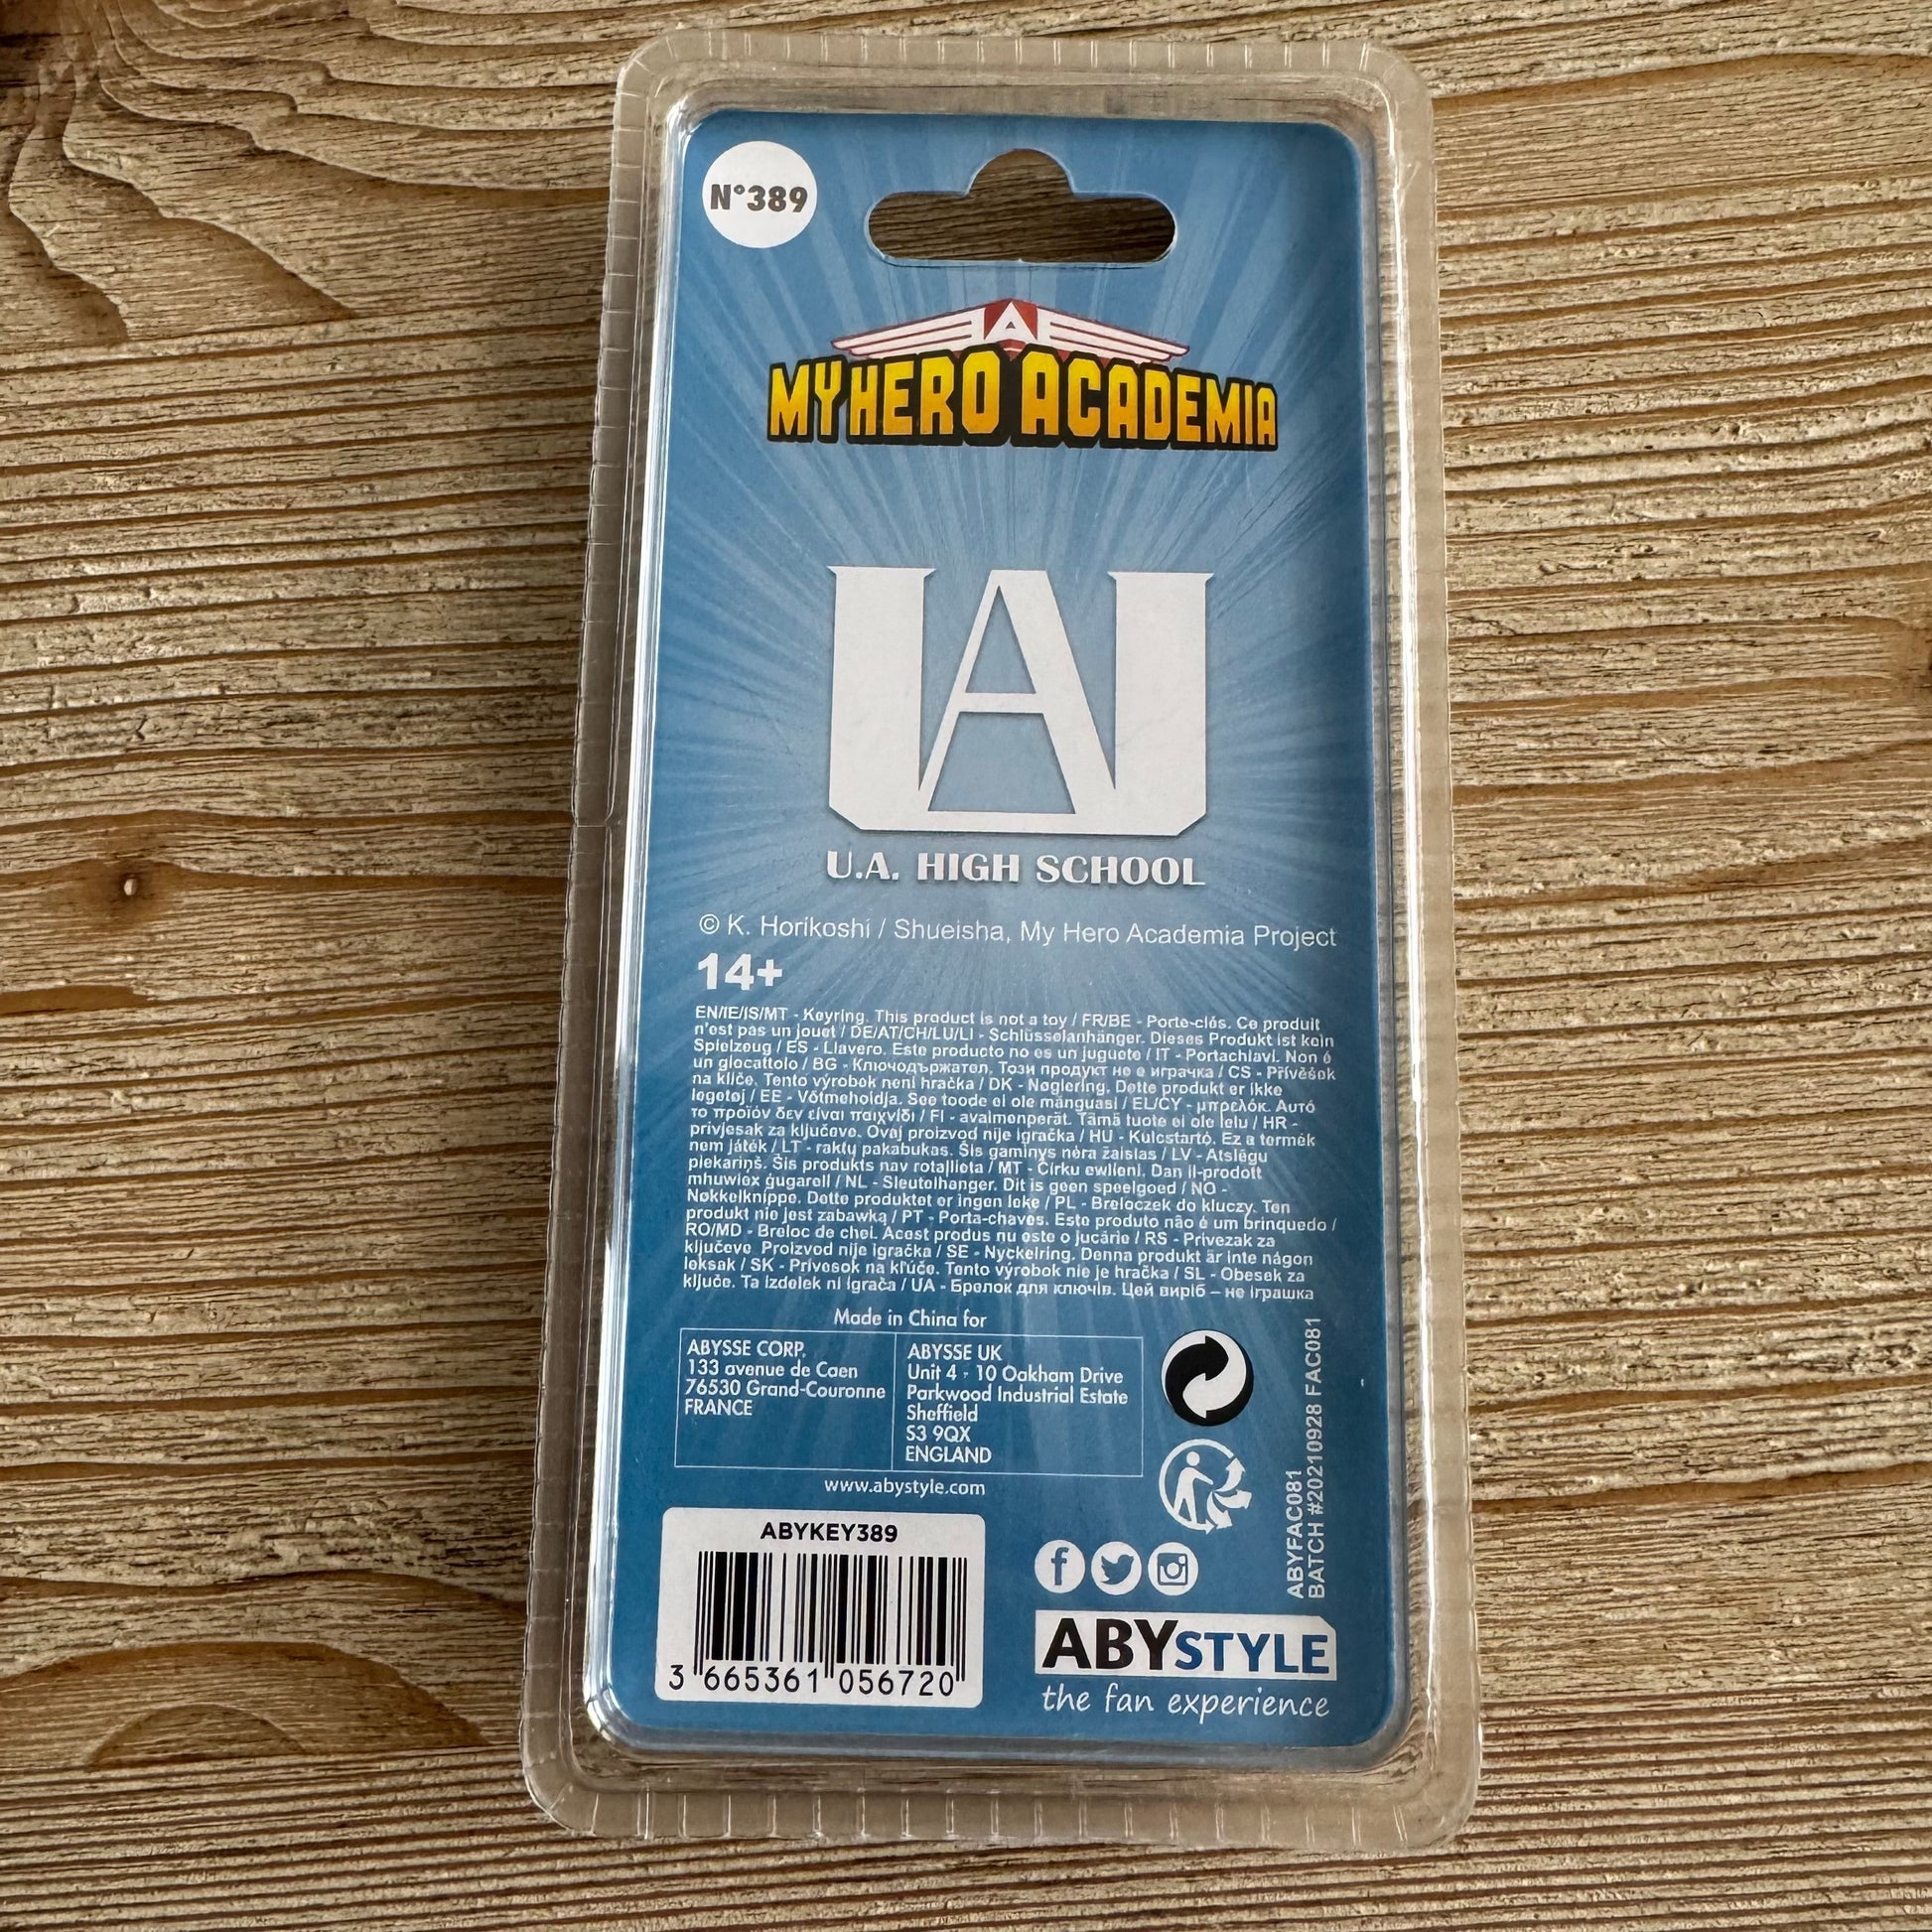 N°389
MY HERO ACADEMIA
UA
U.A. HIGH SCHOOL
© K. Horikoshi / Shueisha, My Hero Academia Project
14+
EN/IE/IS/MT - Keyring. This product is not a toy / FR/BE - Porte-clés. Ce produit
n'est pas un jouet / DE/AT/CH/LU/LI - Schlüsselanhänger. Dieses Produkt ist kein
Spielzeug / ES - Llavero. Este producto no es un juguete / IT - Portachiavi. Non è
un giocattolo / BG - Ключодържател. Този продукт не е играчка / CS - Přívěšek
na klíče. Tento výrobek není hračka / DK - Nøglering. Dette produkt er ikke
legetøj / EE - Võtmehoidja. See toode ei ole mänguasi / EL/CY - μπρελόκ. Αυτό
το προϊόν δεν είναι παιχνίδι / FI - avaimenperät. Tämä tuote ei ole lelu / HR -
privjesak za ključeve. Ovaj proizvod nije igračka / HU - Kulcstartó. Ez a termék
nem játék / LT - raktų pakabukas. Šis gaminys nėra žaislas / LV - Atslēgu
piekariņš. Šis produkts nav rotaļlieta / MT - Ċirku ewlieni. Dan il-prodott
mhuwiex ġugarell / NL - Sleutelhanger. Dit is geen speelgoed / NO -
Nøkkelknippe. Dette produktet er ingen leke / PL - Breloczek do kluczy. Ten
produkt nie jest zabawką / PT - Porta-chaves. Este produto não é um brinquedo /
RO/MD - Breloc de chei. Acest produs nu este o jucărie / RS - Privezak za
ključeve. Proizvod nije igračka / SE - Nyckelring. Denna produkt är inte någon
leksak / SK - Prívesok na kľúče. Tento výrobok nie je hračka / SL - Obesek za
ključe. Ta izdelek ni igrača / UA - Брелок для ключів. Цей виріб – не іграшка
Made in China for
ABYSSE CORP.
133 avenue de Caen
76530 Grand-Couronne
FRANCE
ABYSSE UK
Unit 4 - 10 Oakham Drive
Parkwood Industrial Estate
Sheffield
S3 9QX
ENGLAND
www.abystyle.com
ABYFAC081
BATCH #20210928 FAC081
ABYKEY389
3 665361 056720
ABYSTYLE
the fan experience